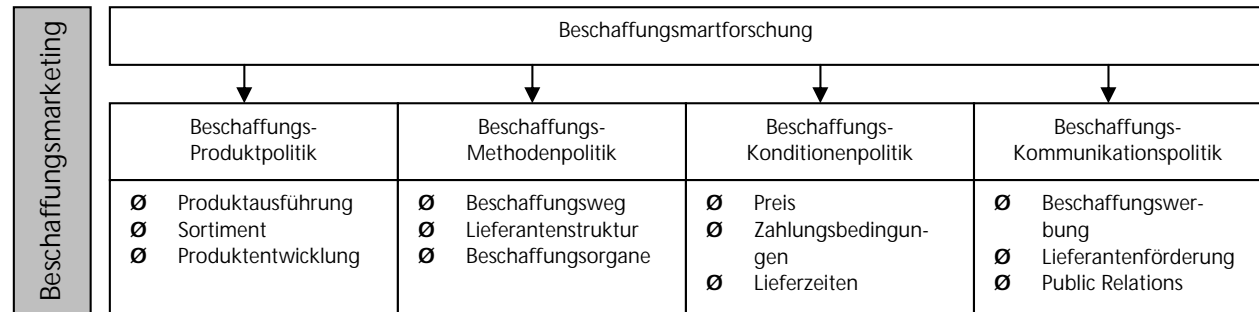 Beschaffungsmarketing
Beschaffungsmartforschung
Beschaffungs-
Produktpolitik
Ø Produktausführung
Ø Sortiment
Ø Produktentwicklung
Beschaffungs-
Methodenpolitik
Ø Beschaffungsweg
Ø Lieferantenstruktur
Ø Beschaffungsorgane
Beschaffungs-
Konditionenpolitik
Ø Preis
Ø Zahlungsbedingun-
gen
Ø Lieferzeiten
Beschaffungs-
Kommunikationspolitik
Ø Beschaffungswer-
bung
Ø Lieferantenförderung
Ø Public Relations